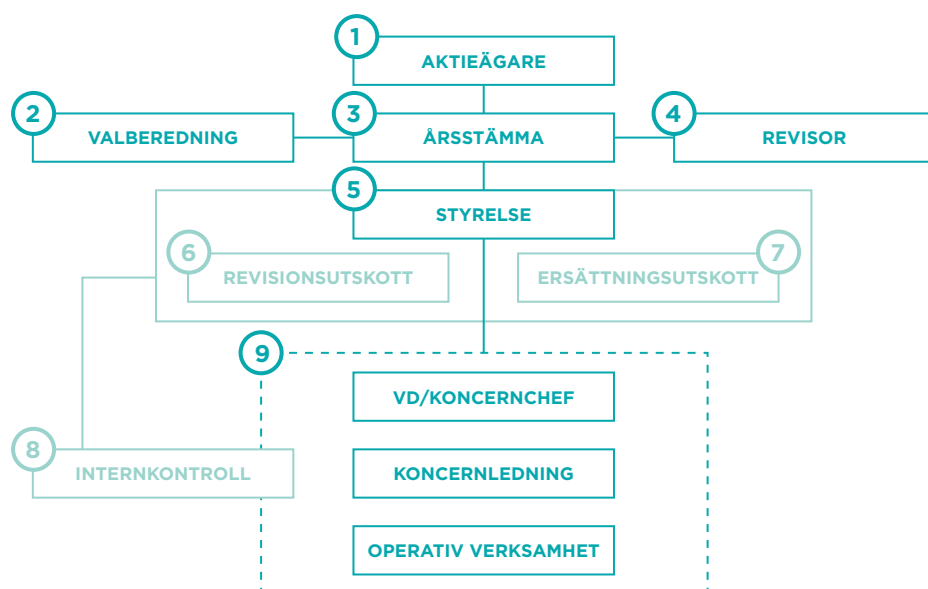 1
AKTIEÄGARE
2
VALBEREDNING
3
ÅRSSTÄMMA
4
REVISOR
5
STYRELSE
6
REVISIONSUTSKOTT
7
ERSÄTTNINGSUTSKOTT
9
VD/KONCERNCHEF
8
INTERNKONTROLL
KONCERNLEDNING
OPERATIV VERKSAMHET